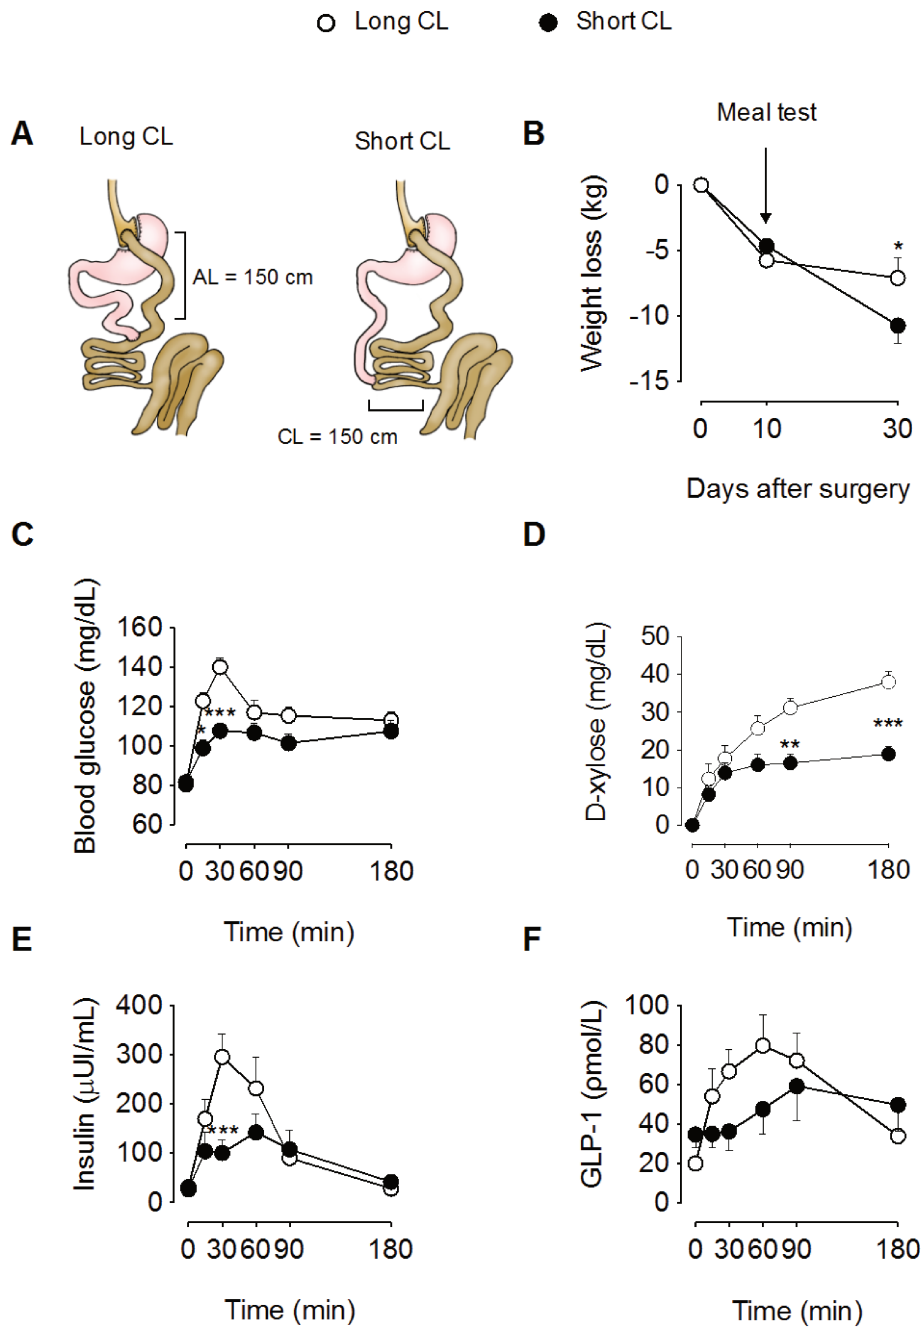 Long CL
Short CL
A
Long CL
Short CL
AL = 150 cm
CL = 150 cm
B
Meal test
Weight loss (kg)
0
-5
-10
-15
*
0 10 30
Days after surgery
C
Blood glucose (mg/dL)
160
140
120
100
80
60
***
*
0 30 60 90 180
Time (min)
D
D-xylose (mg/dL)
50
40
30
20
10
0
**
***
0 30 60 90 180
Time (min)
E
Insulin (µUI/mL)
400
300
200
100
0
***
0 30 60 90 180
Time (min)
F
GLP-1 (ρmol/L)
100
80
60
40
20
0
0 30 60 90 180
Time (min)